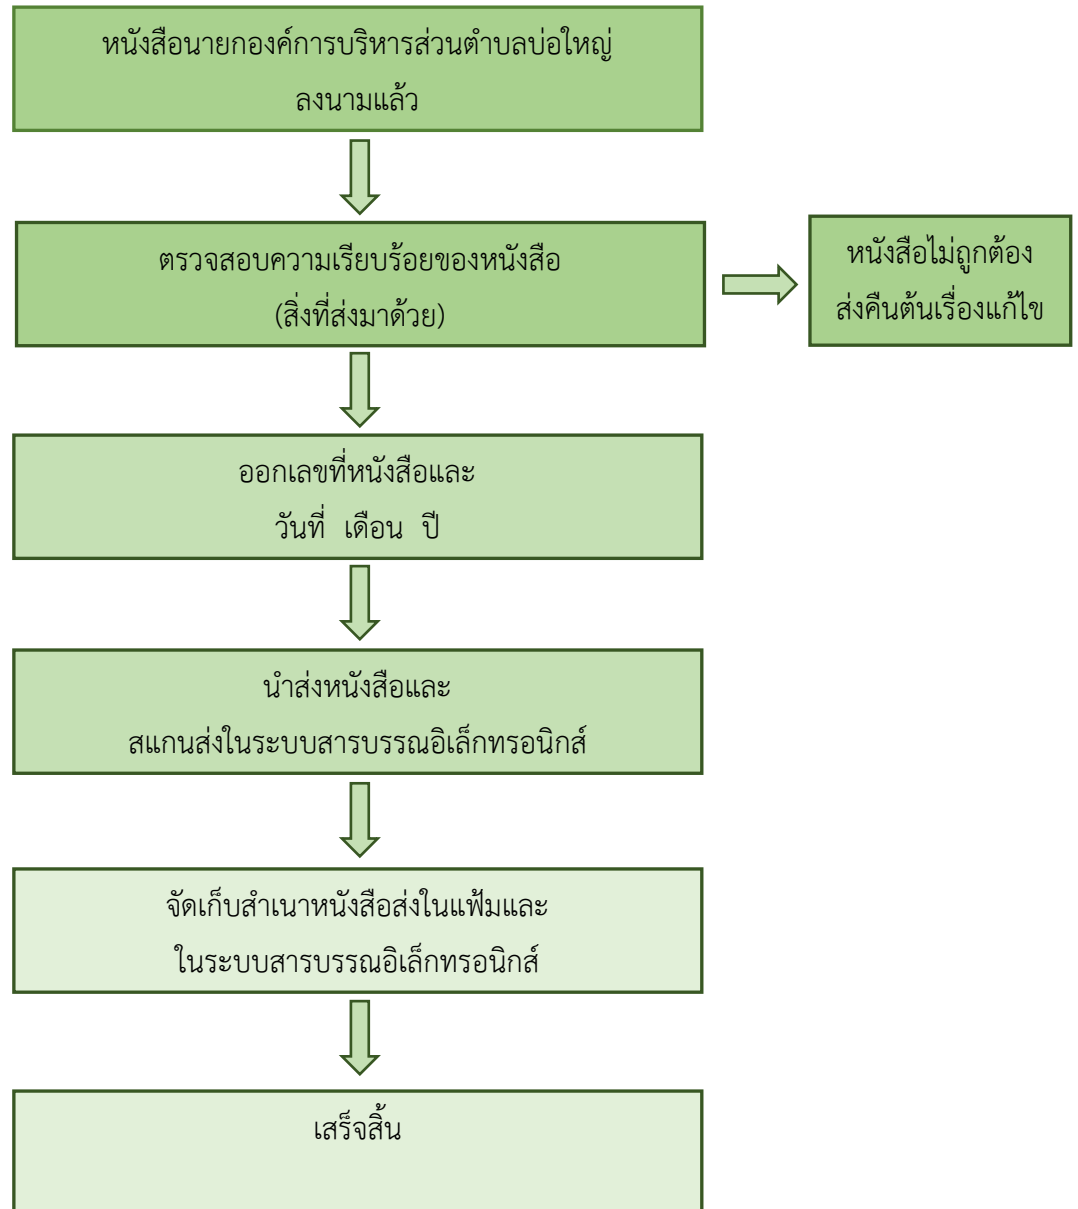 หนังสือนายกองค์การบริหารส่วนตำบลบ่อใหญ่
ลงนามแล้ว
ตรวจสอบความเรียบร้อยของหนังสือ
(สิ่งที่ส่งมาด้วย)
หนังสือไม่ถูกต้อง
ส่งคืนต้นเรื่องแก้ไข
ออกเลขที่หนังสือและ
วันที่ เดือน ปี
นำส่งหนังสือและ
สแกนส่งในระบบสารบรรณอิเล็กทรอนิกส์
จัดเก็บสำเนาหนังสือส่งในแฟ้มและ
ในระบบสารบรรณอิเล็กทรอนิกส์
เสร็จสิ้น